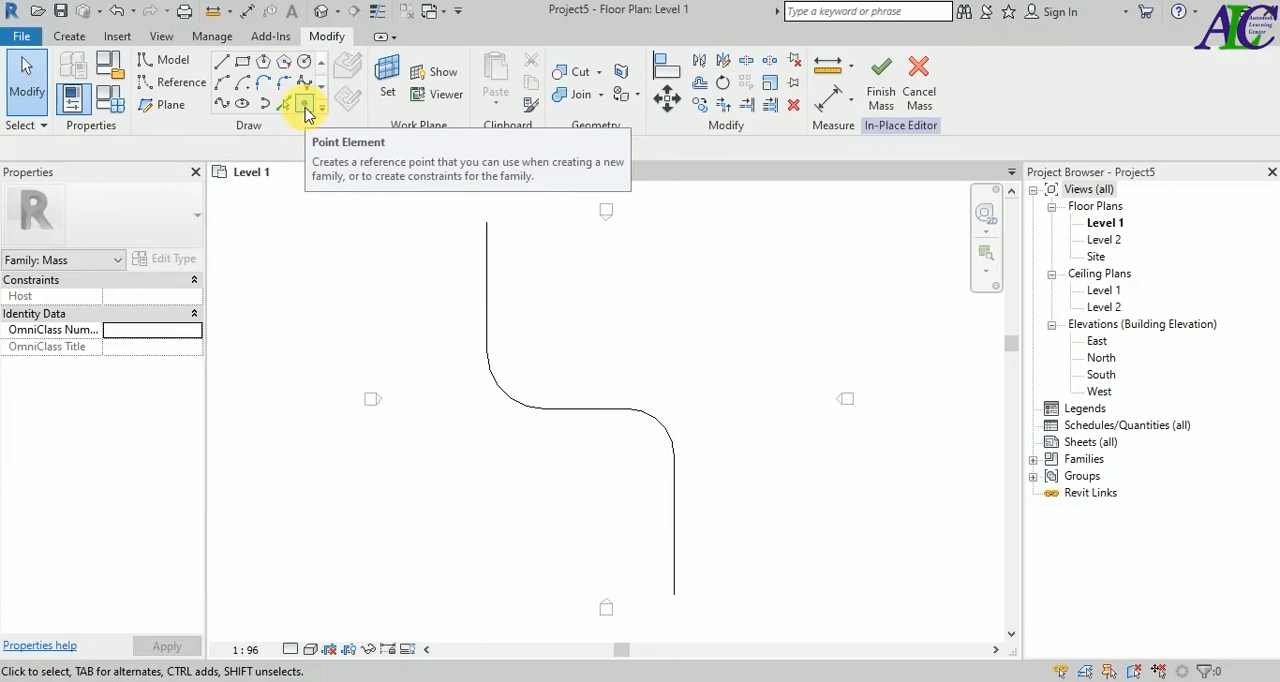 Project5 - Floor Plan: Level 1
Type a keyword or phrase
Sign In
Autodesk
Learning
Center
ALC
File
Create
Insert
View
Manage
Add-Ins
Modify
Modify
Model
Reference
Plane
Set
Show
Viewer
Paste
Cut
Join
Finish
Mass
Cancel
Mass
Select
Properties
Draw
Work Plane
Clipboard
Geometry
Modify
Measure
In-Place Editor
Point Element
Creates a reference point that you can use when creating a new
family, or to create constraints for the family.
Properties
R
Family: Mass
Edit Type
Constraints
Host
Identity Data
OmniClass Num...
OmniClass Title
Properties help
Apply
Level 1
2D
1 : 96
Project Browser - Project5
Views (all)
Floor Plans
Level 1
Level 2
Site
Ceiling Plans
Level 1
Level 2
Elevations (Building Elevation)
East
North
South
West
Legends
Schedules/Quantities (all)
Sheets (all)
Families
Groups
Revit Links
Click to select, TAB for alternates, CTRL adds, SHIFT unselects.
:0